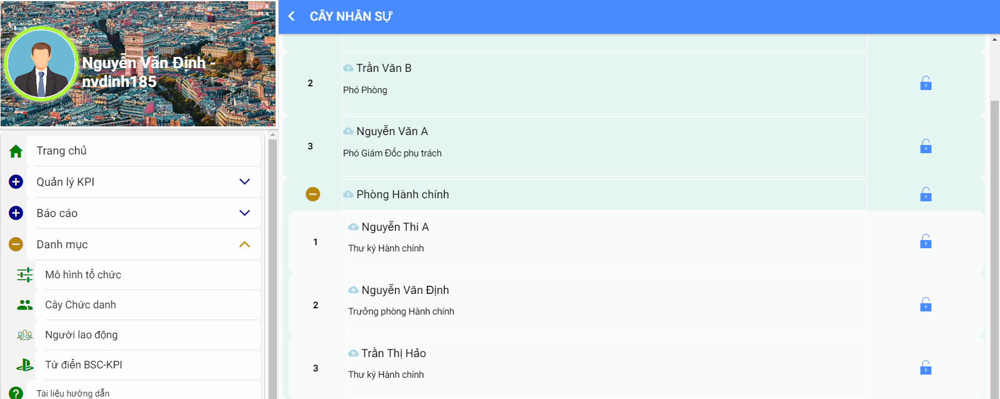 Nguyễn Văn Định -
nvdinh185
Trang chủ
Quản lý KPI
Báo cáo
Danh mục
Mô hình tổ chức
Cây Chức danh
Người lao động
Từ điển BSC-KPI
Tài liệu hướng dẫn
CÂY NHÂN SỰ
2
Trần Văn B
Phó Phòng
3
Nguyễn Văn A
Phó Giám Đốc phụ trách
Phòng Hành chính
1
Nguyễn Thi A
Thư ký Hành chính
2
Nguyễn Văn Định
Trưởng phòng Hành chính
3
Trần Thị Hảo
Thư ký Hành chính